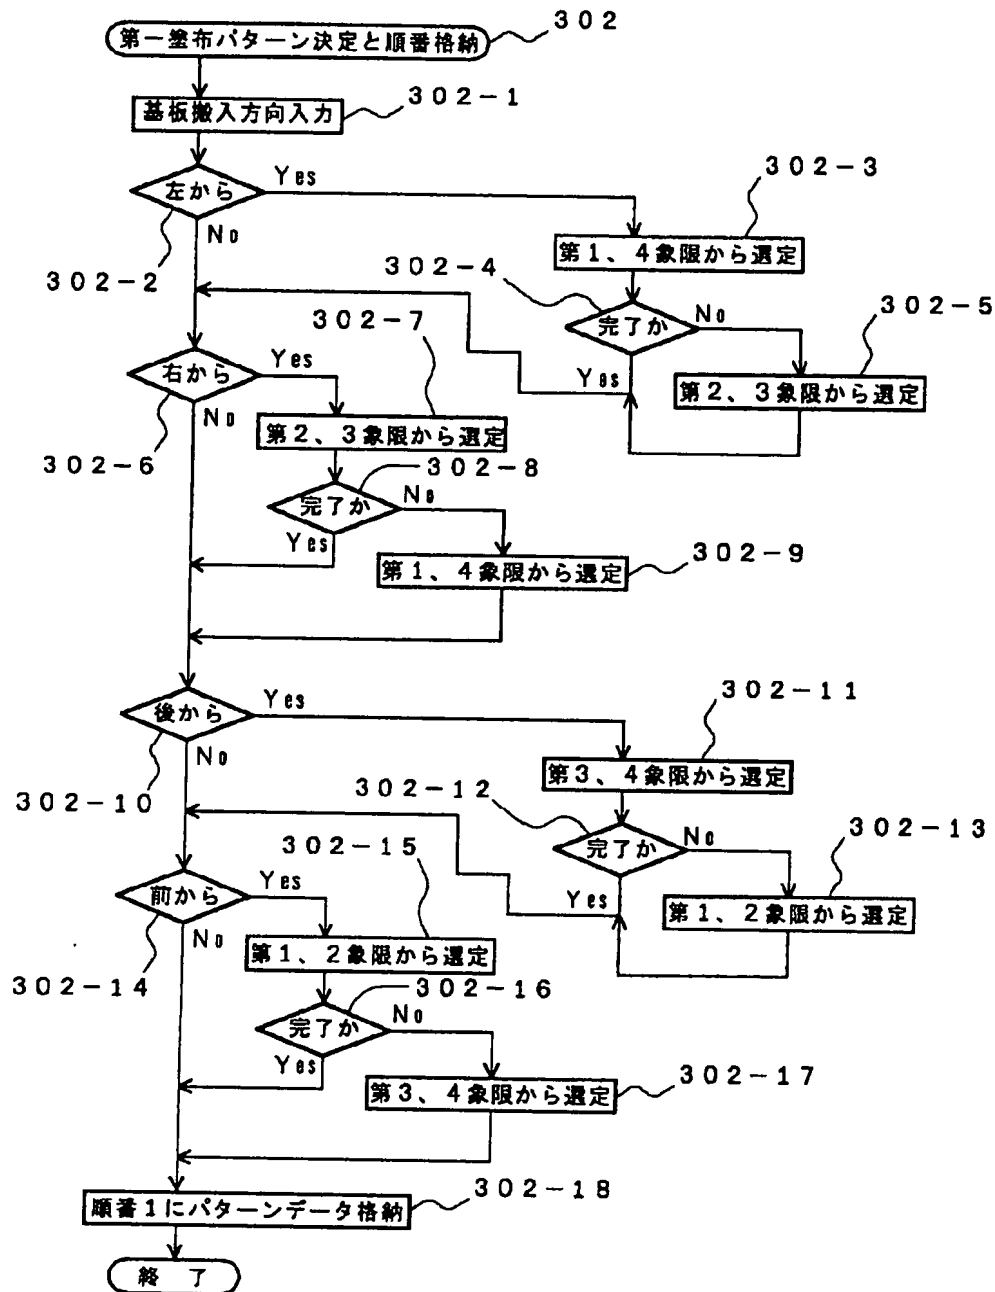 302
第一塗布パターン決定と順番格納
302-1
基板搬入方向入力
左から
Yes
No
302-2
302-3
第1、4象限から選定
302-4
完了か
No
Yes
302-5
第2、3象限から選定
302-7
右から
Yes
No
302-6
第2、3象限から選定
302-8
完了か
No
Yes
302-9
第1、4象限から選定
後から
Yes
No
302-10
302-11
第3、4象限から選定
302-12
完了か
No
Yes
302-13
第1、2象限から選定
302-15
前から
Yes
No
302-14
第1、2象限から選定
302-16
完了か
No
Yes
302-17
第3、4象限から選定
302-18
順番1にパターンデータ格納
終 了